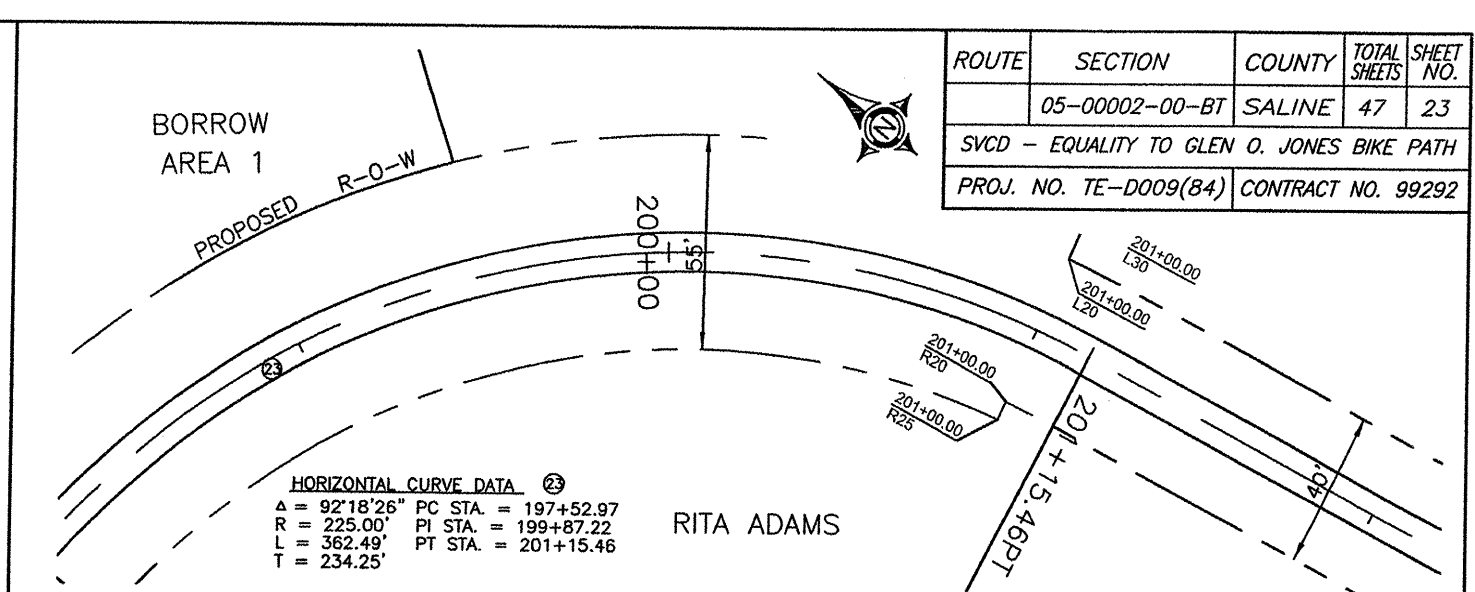 ROUTE SECTION COUNTY TOTAL SHEETS SHEET NO.
05-00002-00-BT SALINE 47 23
SVCD - EQUALITY TO GLEN O. JONES BIKE PATH
PROJ. NO. TE-D009(84) CONTRACT NO. 99292
BORROW
AREA 1
PROPOSED R-O-W
N
200+00
55'
201+00.00
L30
201+00.00
L20
201+00.00
R20
201+00.00
R25
23
201+15.46PT
40'
HORIZONTAL CURVE DATA 23
Δ = 92°18'26" PC STA. = 197+52.97
R = 225.00' PI STA. = 199+87.22
L = 362.49' PT STA. = 201+15.46
T = 234.25'
RITA ADAMS